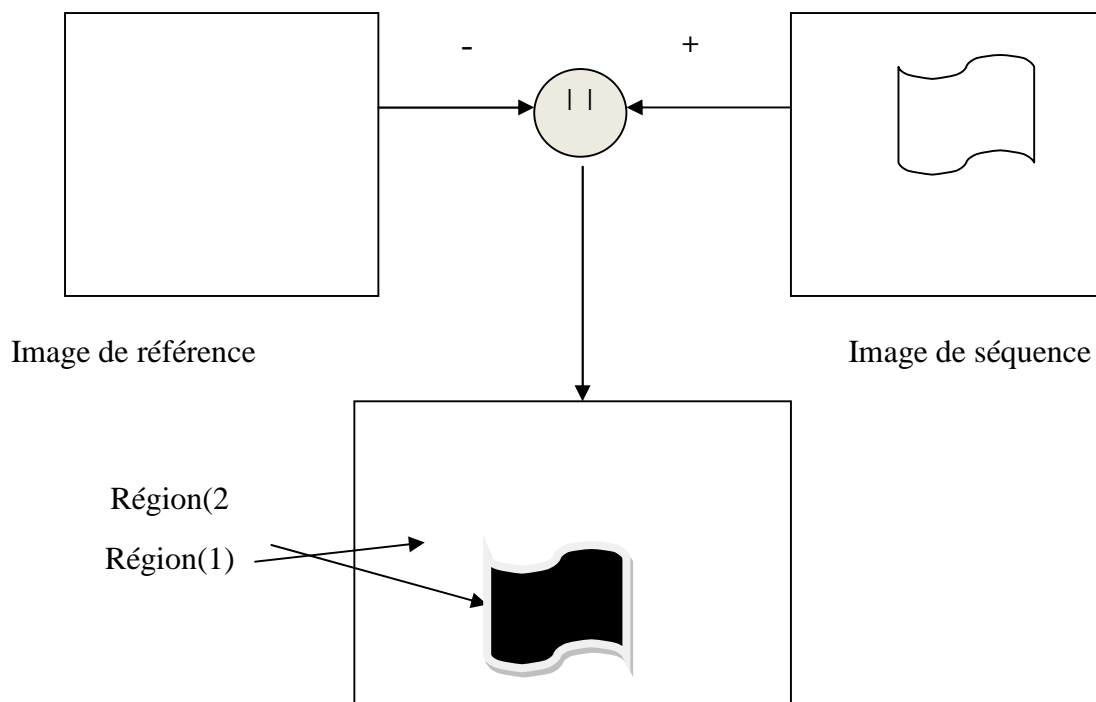 -
+
| |
Image de référence
Image de séquence
Région(2
Région(1)